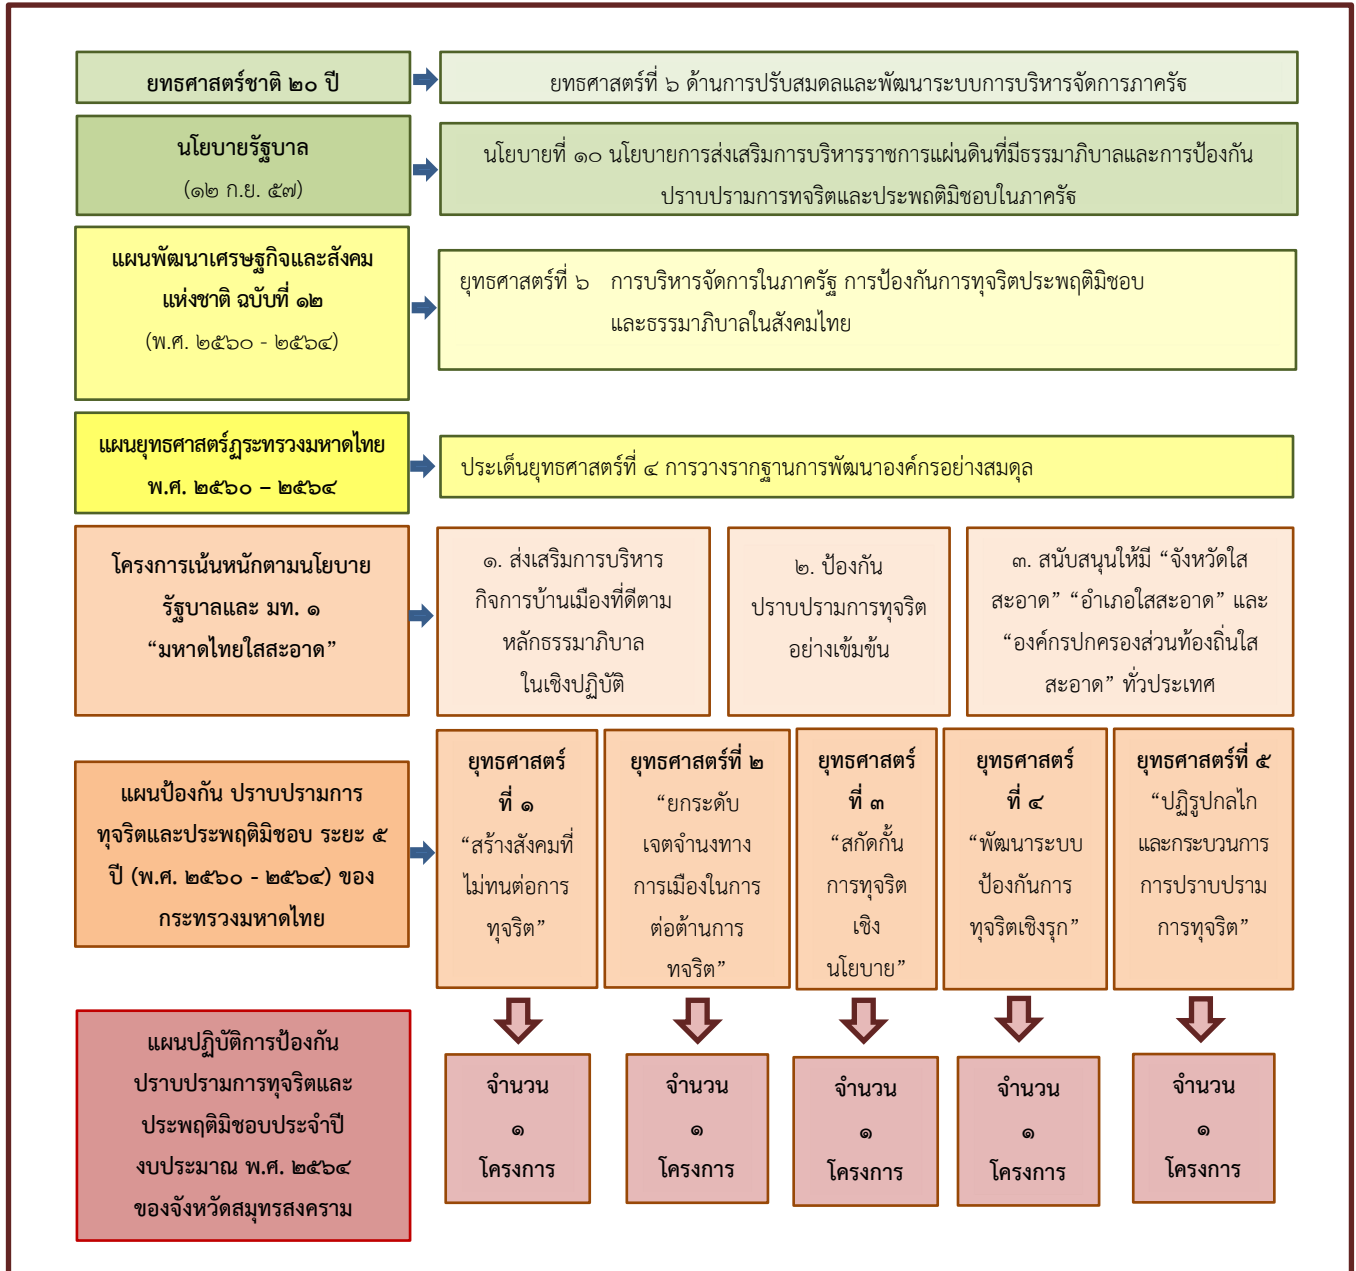 ยทธศาสตร์ชาติ ๒๐ ปี
ยทธศาสตร์ที่ ๖ ด้านการปรับสมดลและพัฒนาระบบการบริหารจัดการภาครัฐ
นโยบายรัฐบาล
(๑๒ ก.ย. ๕๗)
นโยบายที่ ๑๐ นโยบายการส่งเสริมการบริหารราชการแผ่นดินที่มีธรรมาภิบาลและการป้องกัน
ปราบปรามการทจริตและประพฤติมิชอบในภาครัฐ
แผนพัฒนาเศรษฐกิจและสังคม
แห่งชาติ ฉบับที่ ๑๒
(พ.ศ. ๒๕๖๐ - ๒๕๖๔)
ยุทธศาสตร์ที่ ๖ การบริหารจัดการในภาครัฐ การป้องกันการทุจริตประพฤติมิชอบ
และธรรมาภิบาลในสังคมไทย
แผนยุทธศาสตร์ฏระทรวงมหาดไทย
พ.ศ. ๒๕๖๐ – ๒๕๖๔
ประเด็นยุทธศาสตร์ที่ ๔ การวางรากฐานการพัฒนาองค์กรอย่างสมดุล
โครงการเน้นหนักตามนโยบาย
รัฐบาลและ มท. ๑
“มหาดไทยใสสะอาด”
๑. ส่งเสริมการบริหาร
กิจการบ้านเมืองที่ดีตาม
หลักธรรมาภิบาล
ในเชิงปฏิบัติ
๒. ป้องกัน
ปราบปรามการทุจริต
อย่างเข้มข้น
๓. สนับสนุนให้มี “จังหวัดใส
สะอาด” “อำเภอใสสะอาด” และ
“องค์กรปกครองส่วนท้องถิ่นใส
สะอาด” ทั่วประเทศ
แผนป้องกัน ปราบปรามการ
ทุจริตและประพฤติมิชอบ ระยะ ๕
ปี (พ.ศ. ๒๕๖๐ - ๒๕๖๔) ของ
กระทรวงมหาดไทย
ยุทธศาสตร์
ที่ ๑
“สร้างสังคมที่
ไม่ทนต่อการ
ทุจริต”
ยุทธศาสตร์ที่ ๒
“ยกระดับ
เจตจำนงทาง
การเมืองในการ
ต่อต้านการ
ทจริต”
ยุทธศาสตร์
ที่ ๓
“สกัดกั้น
การทุจริต
เชิง
นโยบาย”
ยุทธศาสตร์
ที่ ๔
“พัฒนาระบบ
ป้องกันการ
ทุจริตเชิงรุก”
ยุทธศาสตร์ที่ ๕
“ปฏิรูปกลไก
และกระบวนการ
การปราบปราม
การทุจริต”
แผนปฏิบัติการป้องกัน
ปราบปรามการทุจริตและ
ประพฤติมิชอบประจำปี
งบประมาณ พ.ศ. ๒๕๖๔
ของจังหวัดสมุทรสงคราม
จำนวน
๑
โครงการ
จำนวน
๑
โครงการ
จำนวน
๑
โครงการ
จำนวน
๑
โครงการ
จำนวน
๑
โครงการ